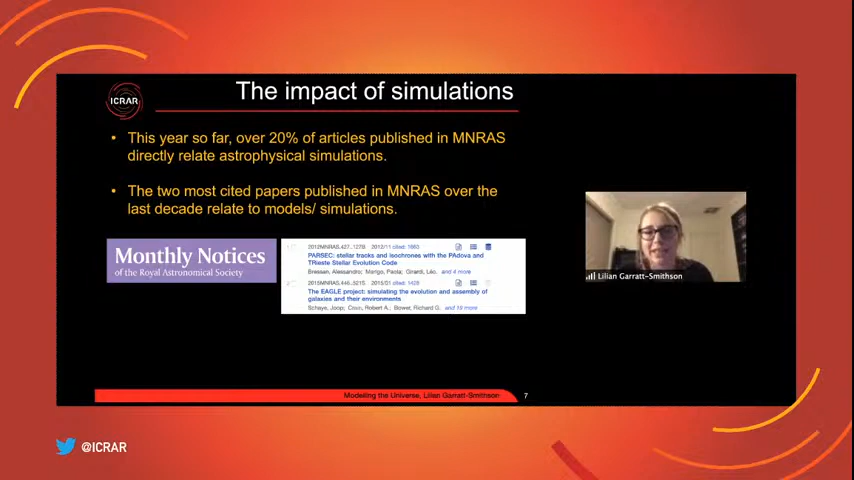 ICRAR
The impact of simulations
• This year so far, over 20% of articles published in MNRAS
directly relate astrophysical simulations.
• The two most cited papers published in MNRAS over the
last decade relate to models/ simulations.
Monthly Notices
of the Royal Astronomical Society
2012MNRAS.427..127B 2012/11 cited: 1663
PARSEC: stellar tracks and isochrones with the PAdova and
TRieste Stellar Evolution Code
Bressan, Alessandro; Marigo, Paola; Girardi, Léo. and 4 more
2015MNRAS.446..521S 2015/01 cited: 1428
The EAGLE project: simulating the evolution and assembly of
galaxies and their environments
Schaye, Joop; Crain, Robert A.; Bower, Richard G. and 19 more
Lilian Garratt-Smithson
Modelling the Universe, Lilian Garratt-Smithson 7
@ICRAR